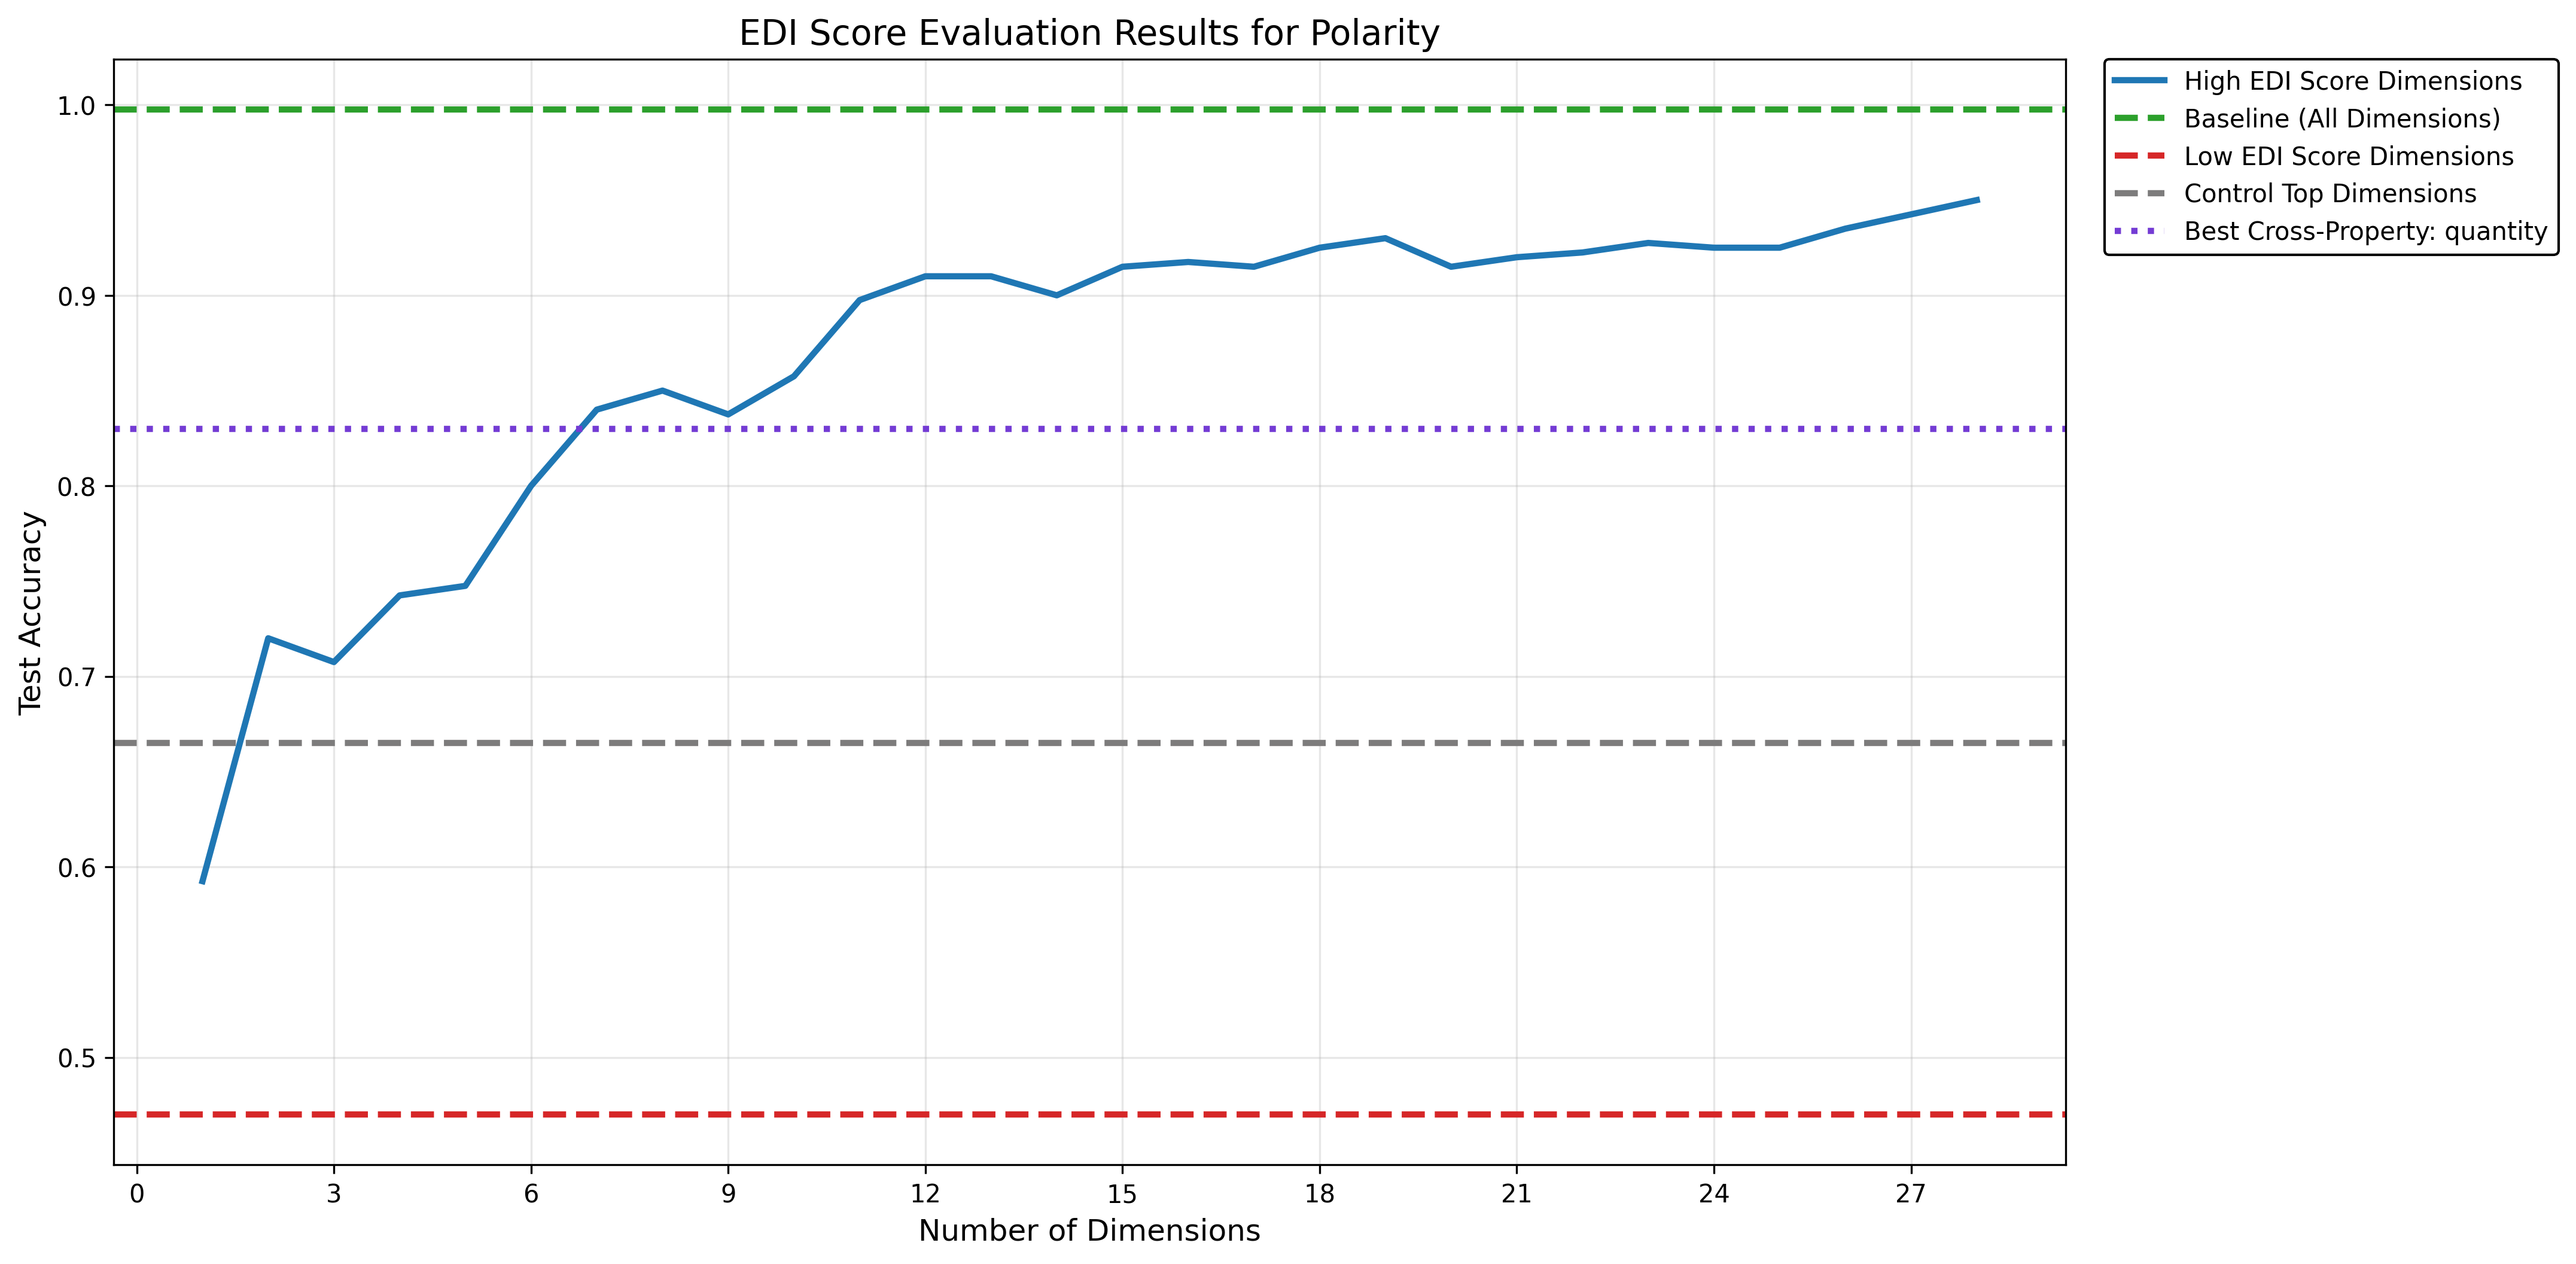 EDI Score Evaluation Results for Polarity
1.0
0.9
0.8
0.7
0.6
0.5
Test Accuracy
0 3 6 9 12 15 18 21 24 27
Number of Dimensions
High EDI Score Dimensions
Baseline (All Dimensions)
Low EDI Score Dimensions
Control Top Dimensions
Best Cross-Property: quantity